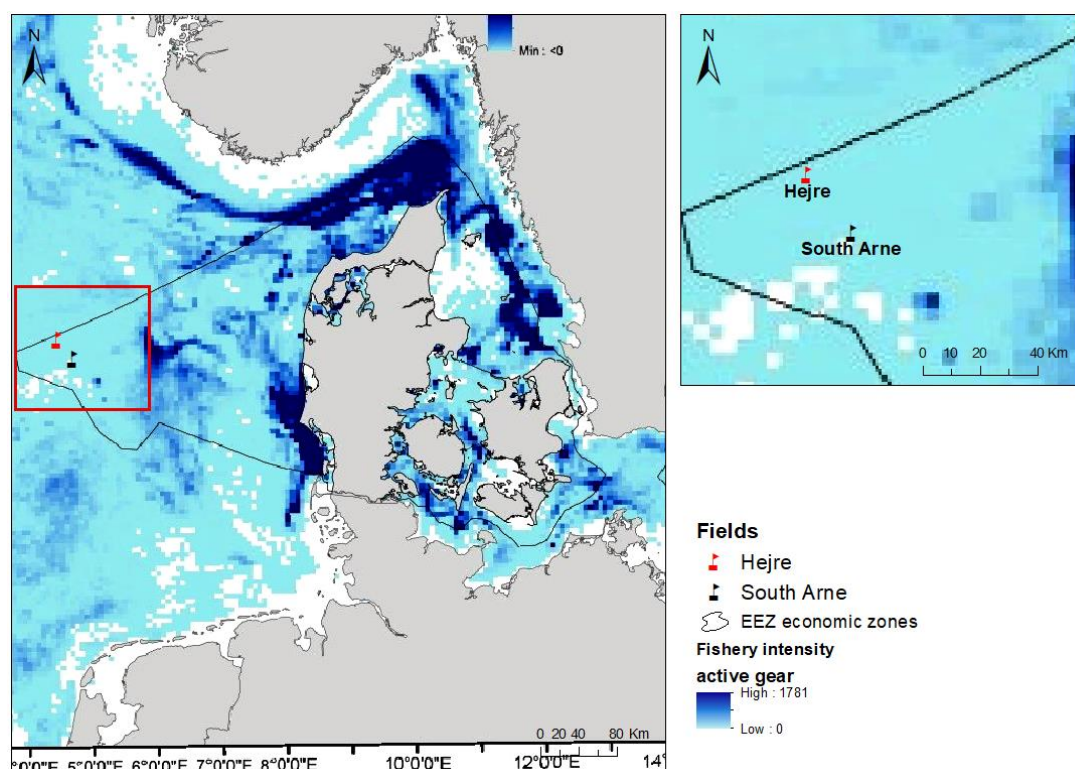 N
Min : <0
0 20 40 80 Km
4°0'0"E 5°0'0"E 6°0'0"E 8°0'0"E 10°0'0"E 12°0'0"E 14°
N
Hejre
South Arne
0 10 20 40 Km
Fields
Hejre
South Arne
EEZ economic zones
Fishery intensity
active gear
High : 1781
Low : 0